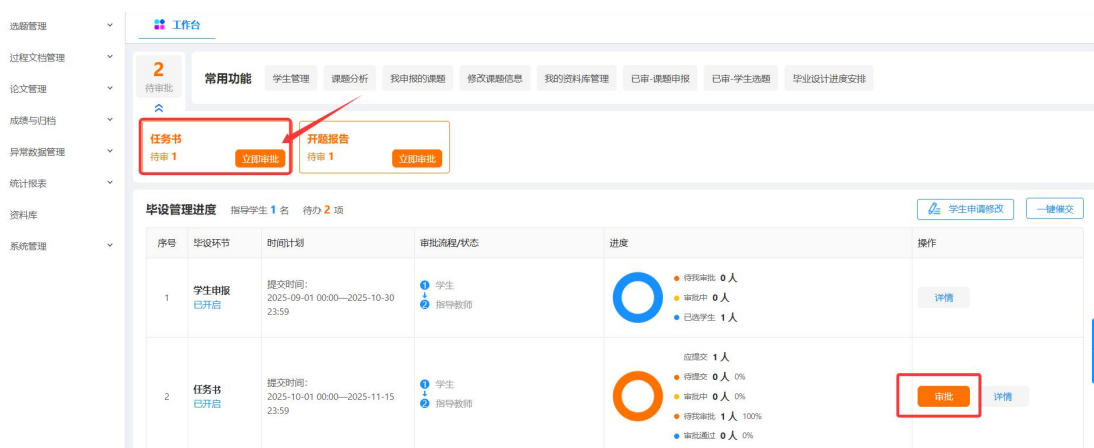 选题管理
过程文档管理
论文管理
成绩与归档
异常数据管理
统计报表
资料库
系统管理
工作台
2
待审批
常用功能 学生管理 课题分析 我申报的课题 修改课题信息 我的资料库管理 已审-课题申报 已审-学生选题 毕业设计进度安排
任务书
待审 1 立即审批
开题报告
待审 1 立即审批
毕设管理进度 指导学生 1 名 待办 2 项 学生申请修改 一键催交
序号 毕设环节 时间计划 审批流程/状态 进度 操作
1
学生申报
已开启
提交时间:
2025-09-01 00:00—2025-10-30
23:59
1 学生
2 指导教师
待我审批 0 人
审批中 0 人
已选学生 1 人
详情
2
任务书
已开启
提交时间:
2025-10-01 00:00—2025-11-15
23:59
1 学生
2 指导教师
应提交 1 人
待提交 0 人 0%
审批中 0 人 0%
待我审批 1 人 100%
审批通过 0 人 0%
审批 详情